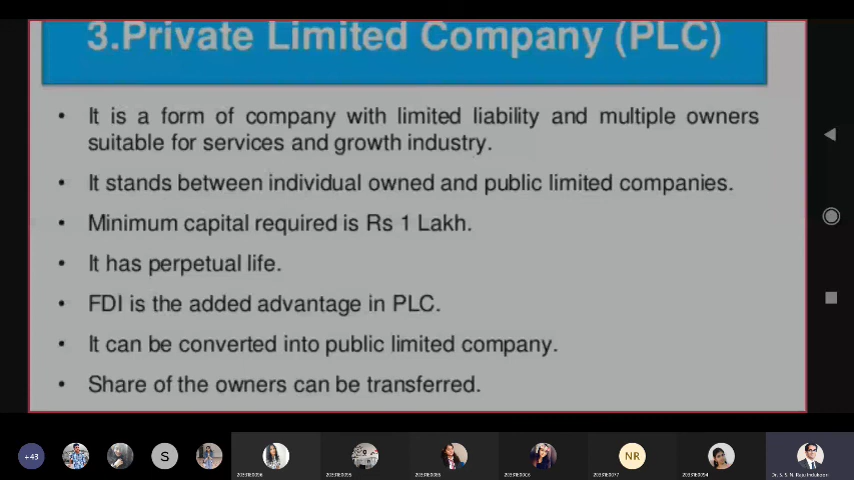 3.Private Limited Company (PLC)
• It is a form of company with limited liability and multiple owners
suitable for services and growth industry.
• It stands between individual owned and public limited companies.
• Minimum capital required is Rs 1 Lakh.
• It has perpetual life.
• FDI is the added advantage in PLC.
• It can be converted into public limited company.
• Share of the owners can be transferred.
+43
S
NR